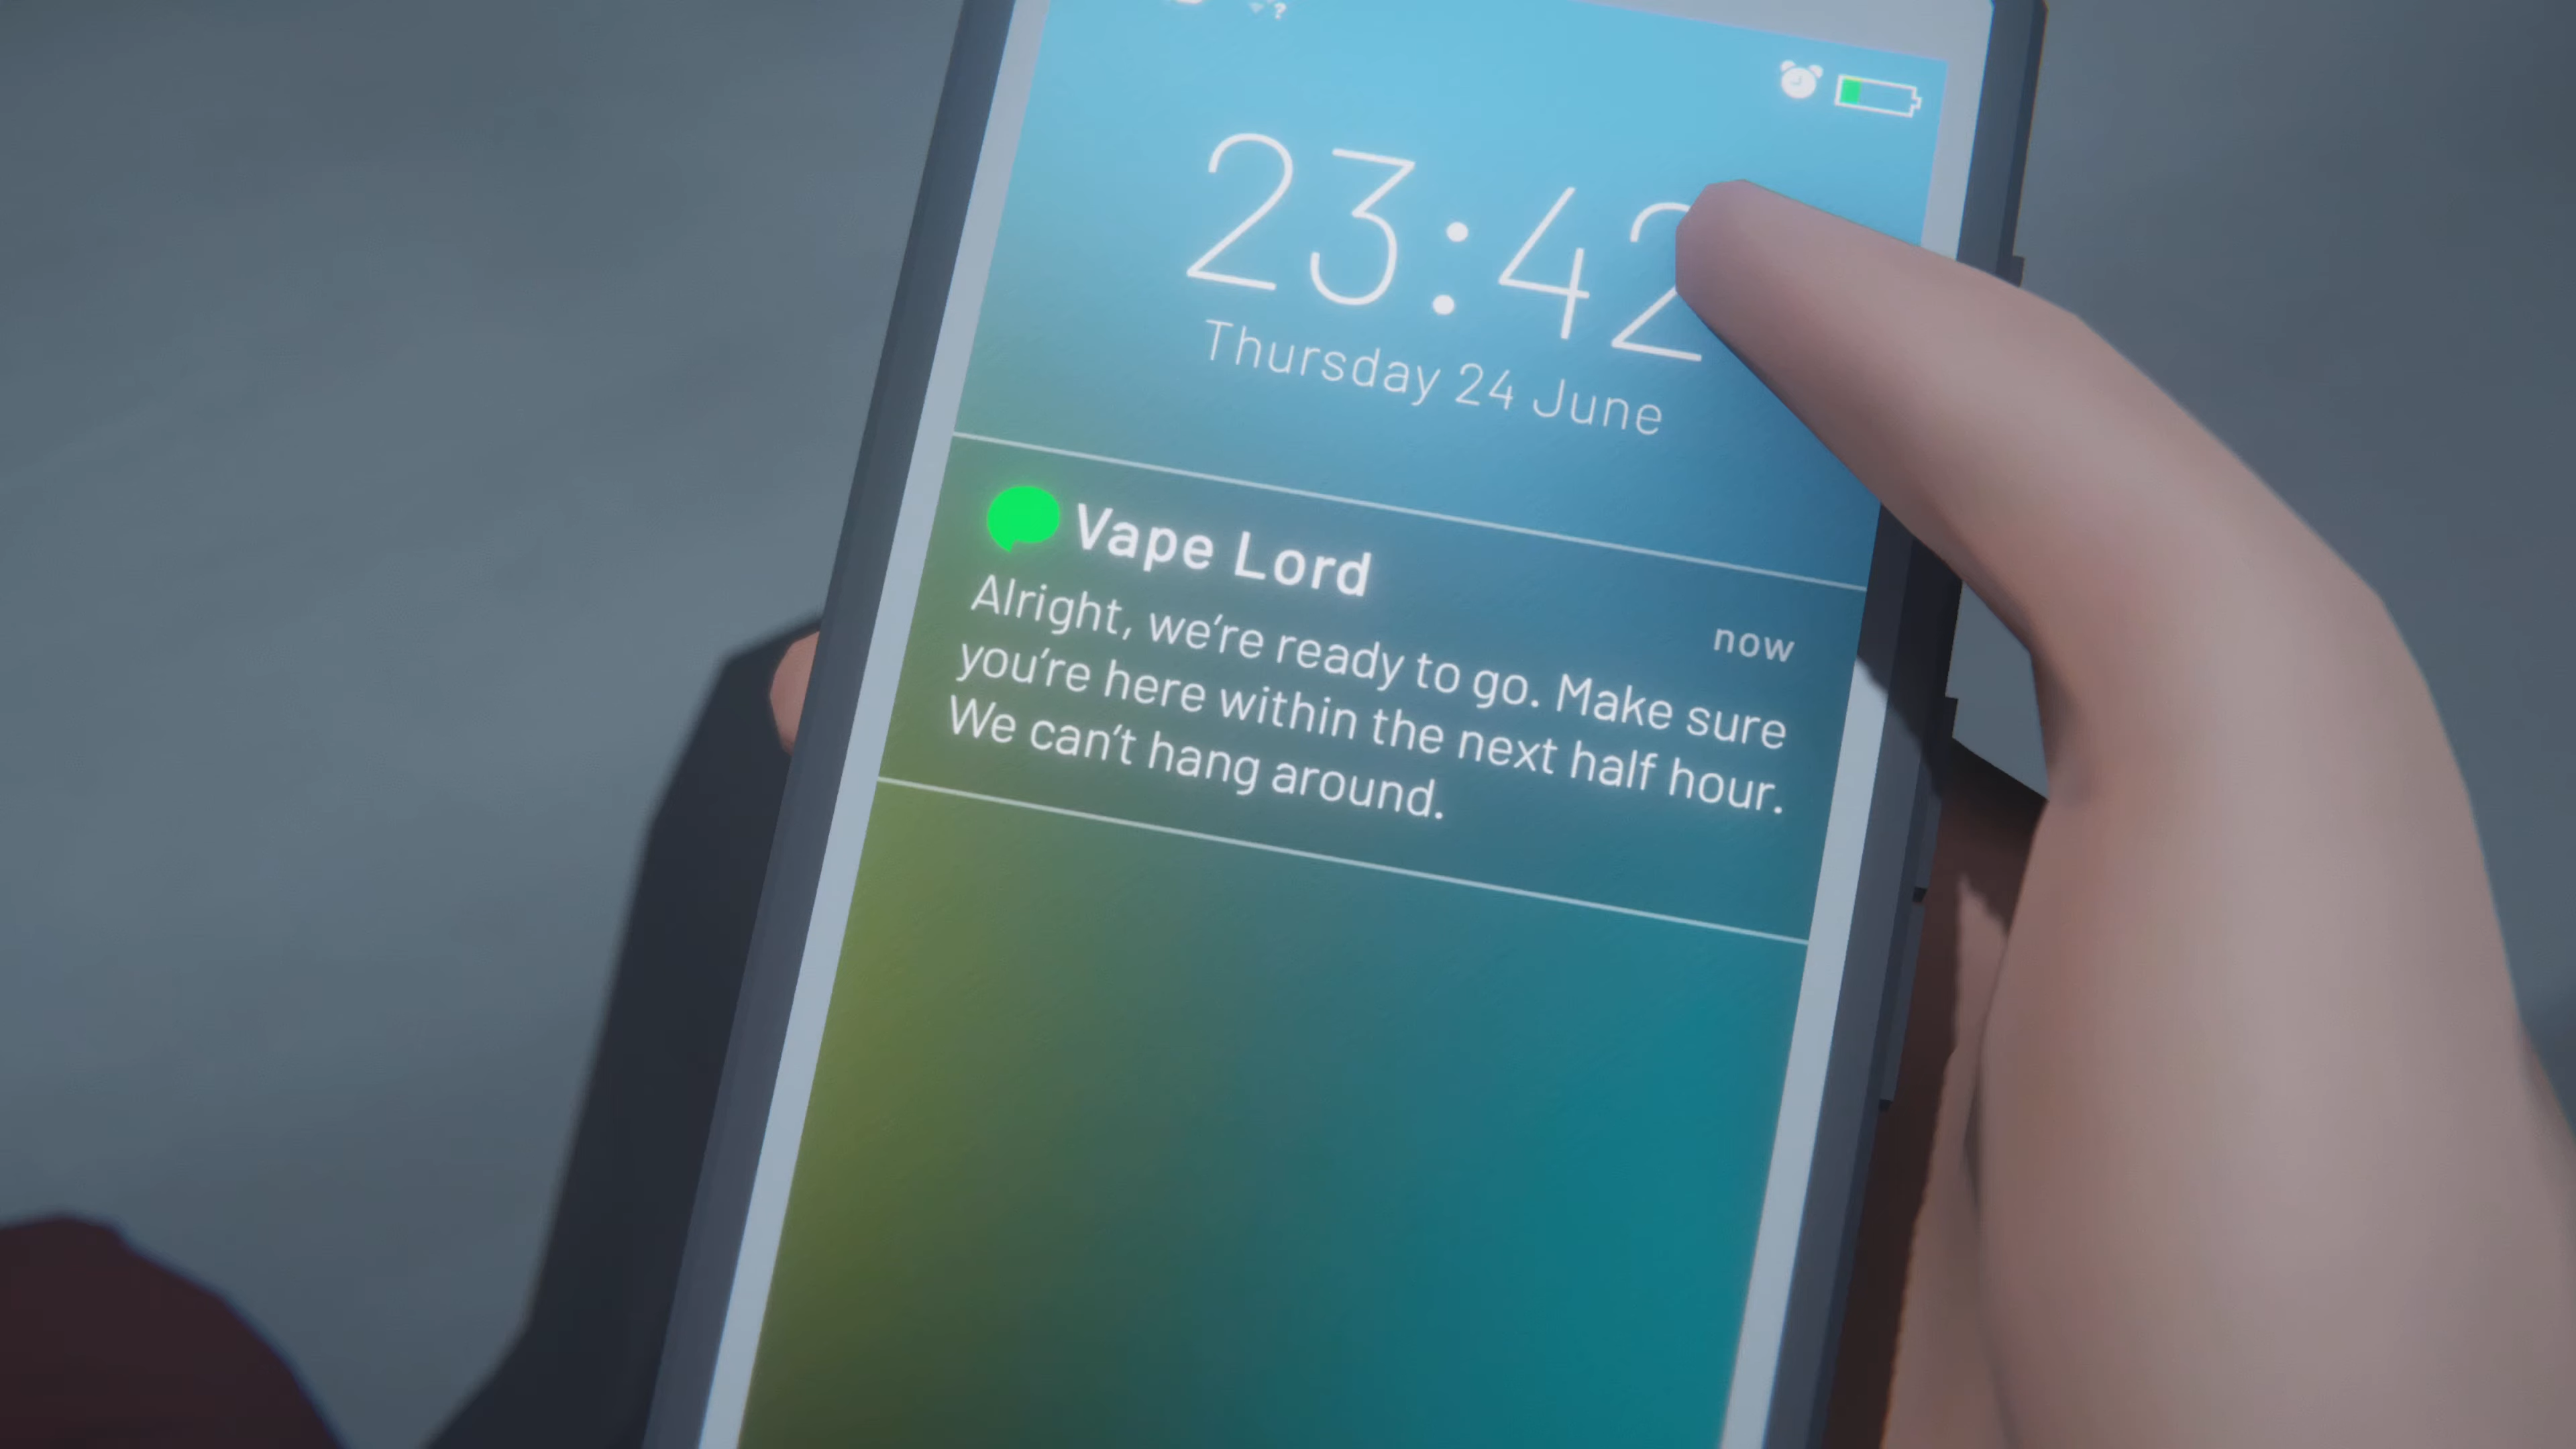 ?
23:42
Thursday 24 June
Vape Lord
now
Alright, we're ready to go. Make sure
you're here within the next half hour.
We can't hang around.